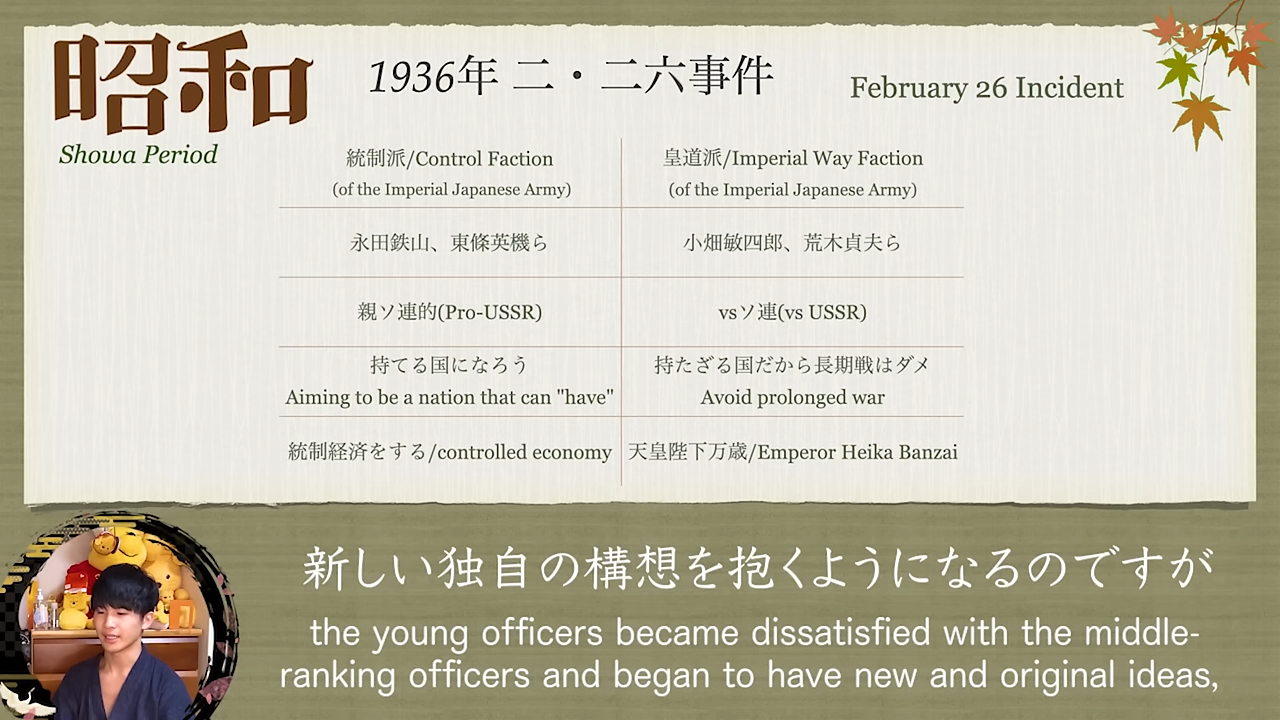 昭和
Showa Period
1936年 二・二六事件
February 26 Incident
統制派/Control Faction
(of the Imperial Japanese Army)
皇道派/Imperial Way Faction
(of the Imperial Japanese Army)
永田鉄山、東條英機ら
小畑敏四郎、荒木貞夫ら
親ソ連的(Pro-USSR)
vsソ連(vs USSR)
持てる国になろう
Aiming to be a nation that can "have"
持たざる国だから長期戦はダメ
Avoid prolonged war
統制経済をする/controlled economy
天皇陛下万歳/Emperor Heika Banzai
新しい独自の構想を抱くようになるのですが
the young officers became dissatisfied with the middle-
ranking officers and began to have new and original ideas,